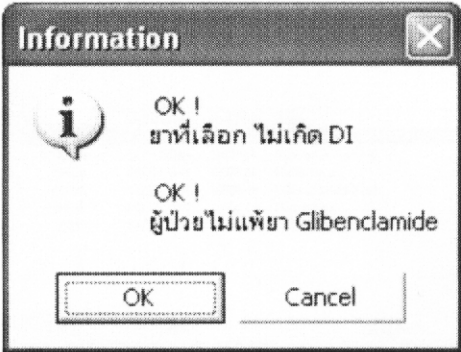 Information
OK !
ยาที่เลือก ไม่เกิด DI
OK !
ผู้ป่วยไม่แพ้ยา Glibenclamide
OK
Cancel